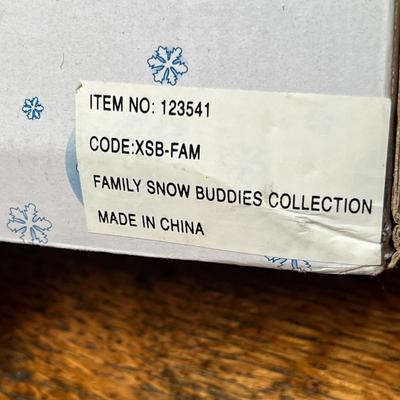 ITEM NO: 123541
CODE:XSB-FAM
FAMILY SNOW BUDDIES COLLECTION
MADE IN CHINA